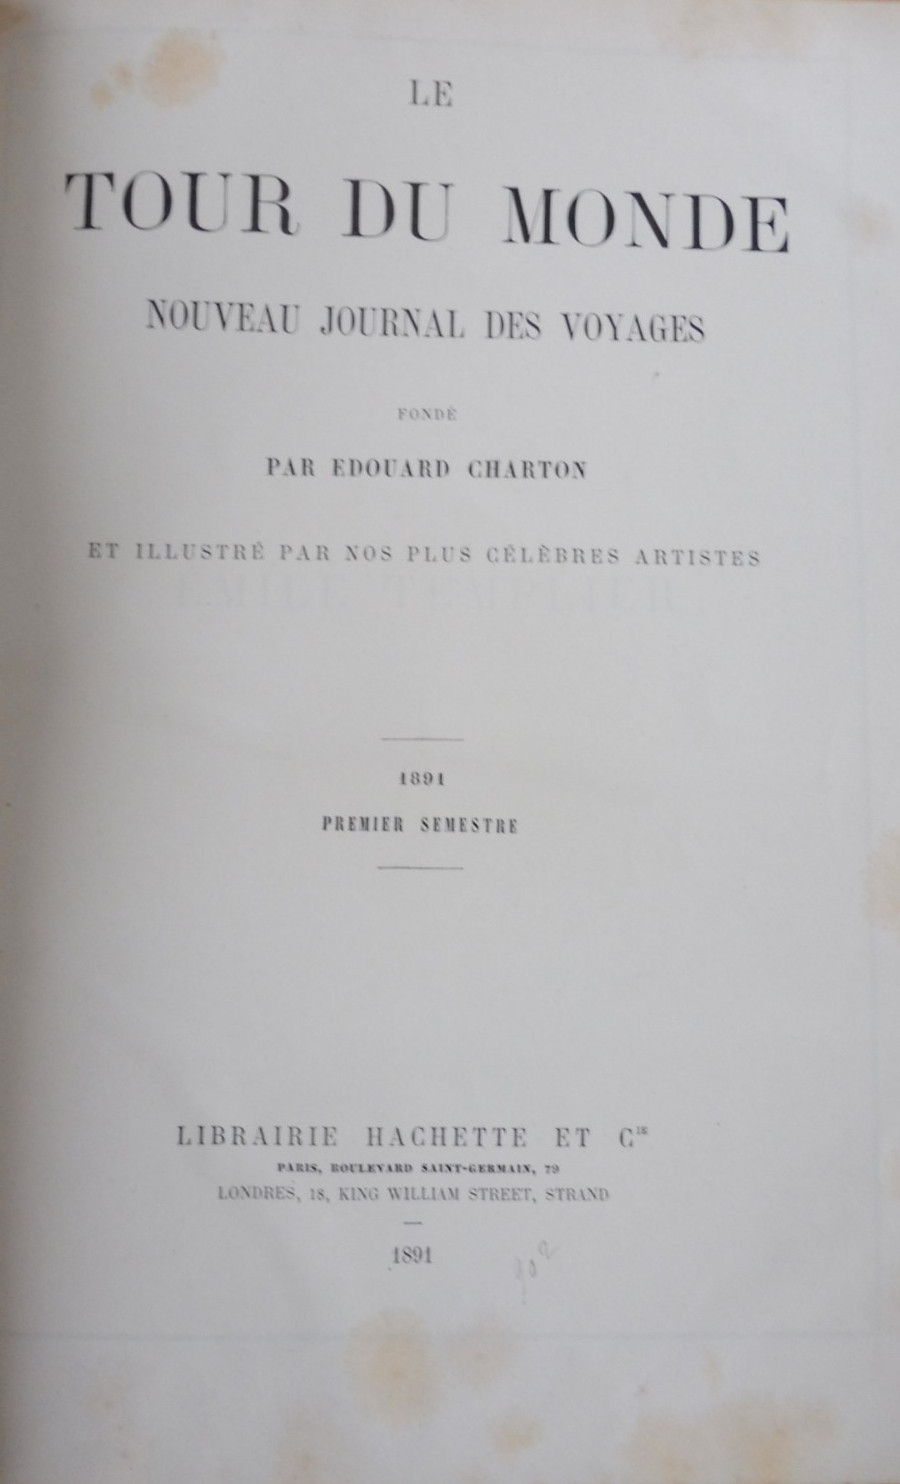 LE
TOUR DU MONDE
NOUVEAU JOURNAL DES VOYAGES
FONDÉ
PAR EDOUARD CHARTON
ET ILLUSTRÉ PAR NOS PLUS CÉLÈBRES ARTISTES
1891
PREMIER SEMESTRE
LIBRAIRIE HACHETTE ET Cie
PARIS, BOULEVARD SAINT-GERMAIN, 79
LONDRES, 18, KING WILLIAM STREET, STRAND
1891